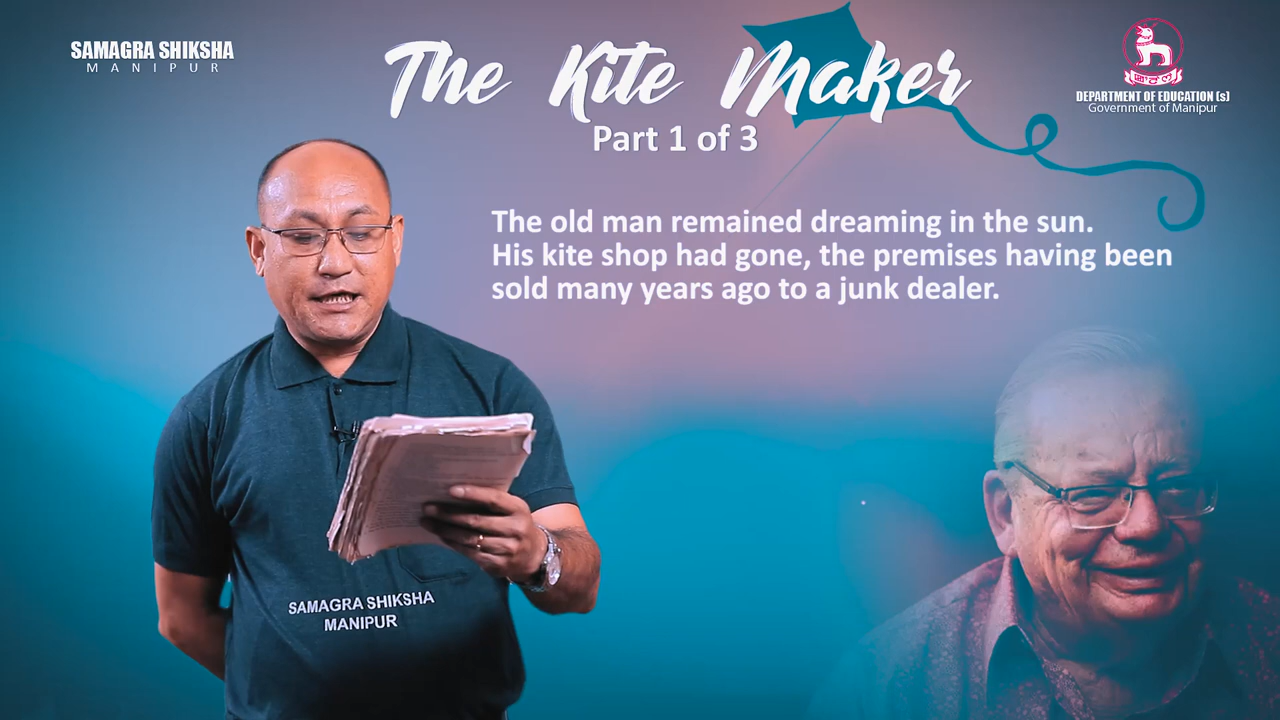 SAMAGRA SHIKSHA
MANIPUR
The Kite Maker
Part 1 of 3
DEPARTMENT OF EDUCATION (s)
Government of Manipur
The old man remained dreaming in the sun.
His kite shop had gone, the premises having been
sold many years ago to a junk dealer.
SAMAGRA SHIKSHA
MANIPUR